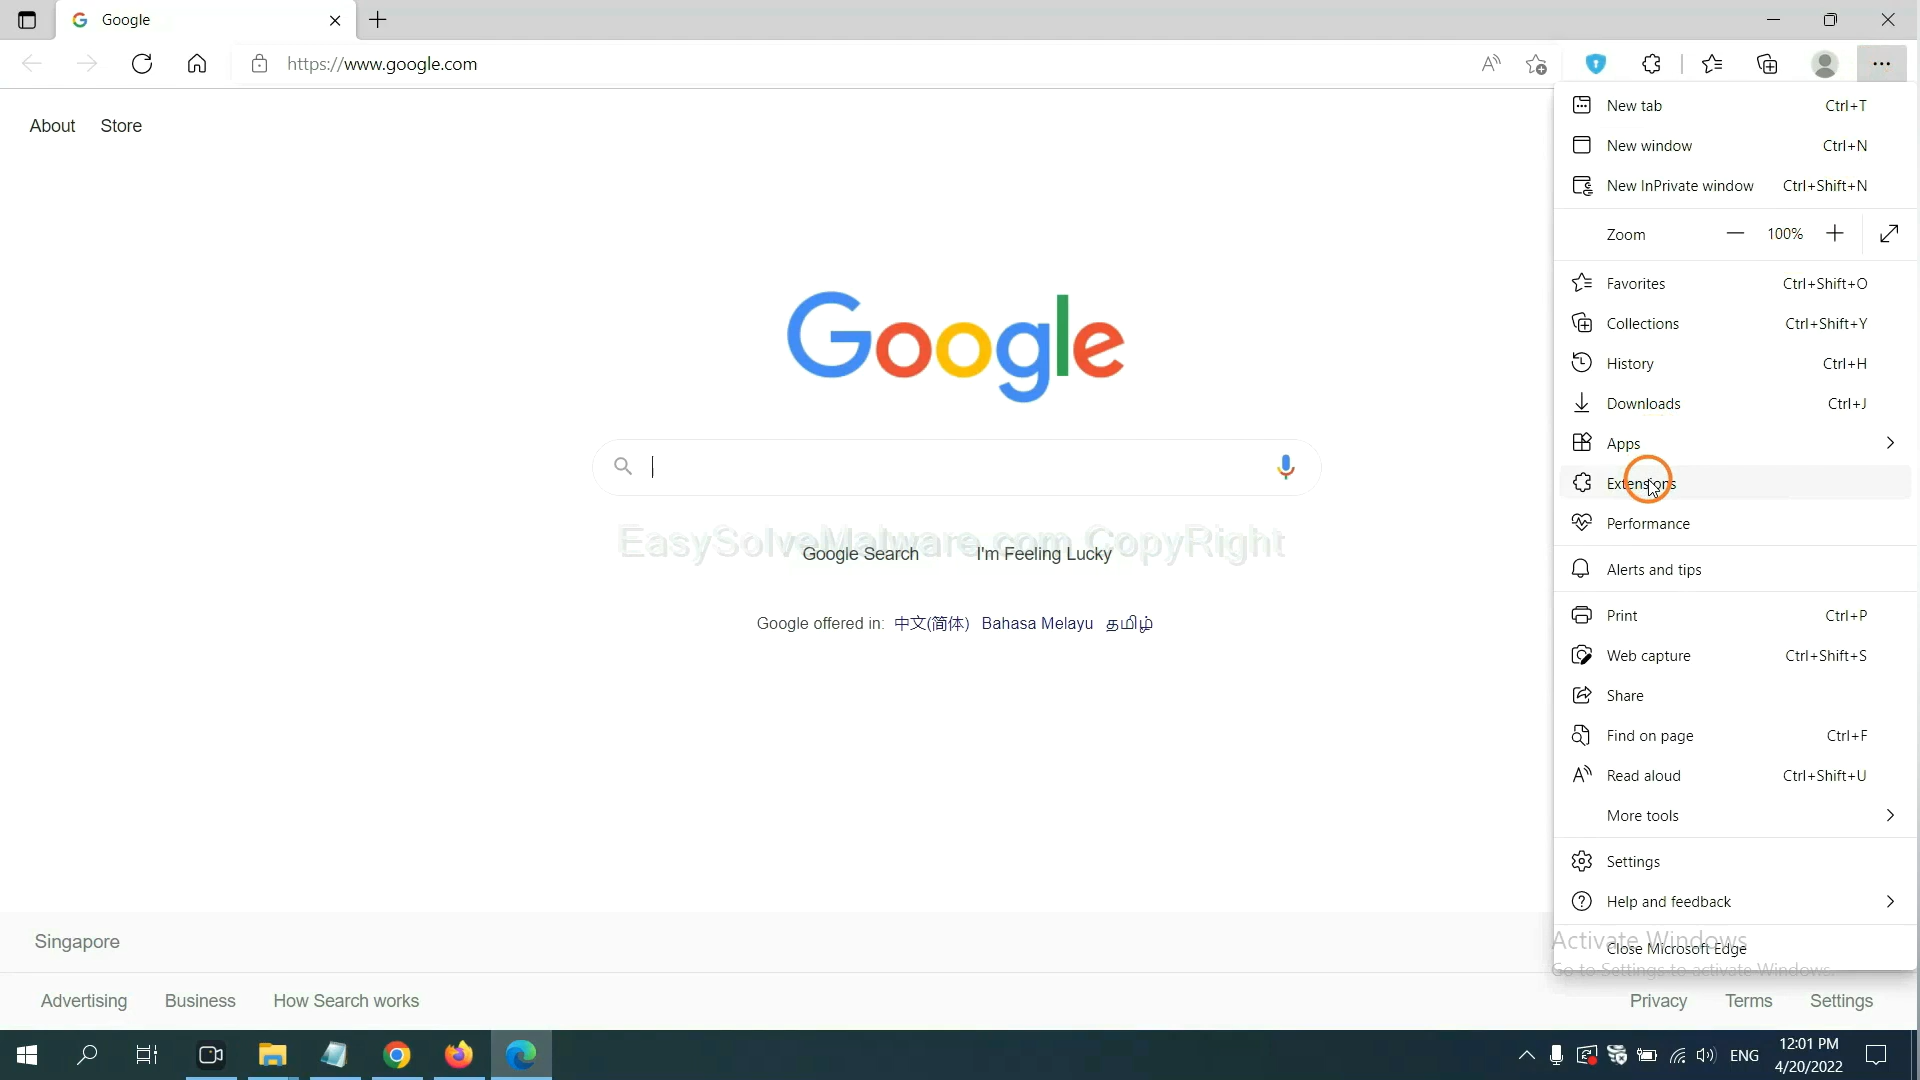 Google
https://www.google.com
About Store
New tab Ctrl+T
New window Ctrl+N
New InPrivate window Ctrl+Shift+N
Zoom 100%
Favorites Ctrl+Shift+O
Collections Ctrl+Shift+Y
History Ctrl+H
Downloads Ctrl+J
Apps
Extensions
Performance
Alerts and tips
Print Ctrl+P
Web capture Ctrl+Shift+S
Share
Find on page Ctrl+F
Read aloud Ctrl+Shift+U
More tools
Settings
Help and feedback
Close Microsoft Edge
Google
EasySolveMalware.com CopyRight
Google Search I'm Feeling Lucky
Google offered in: 中文(简体) Bahasa Melayu தமிழ்
Activate Windows
Go to Settings to activate Windows.
Singapore
Advertising Business How Search works
Privacy Terms Settings
ENG
12:01 PM
4/20/2022